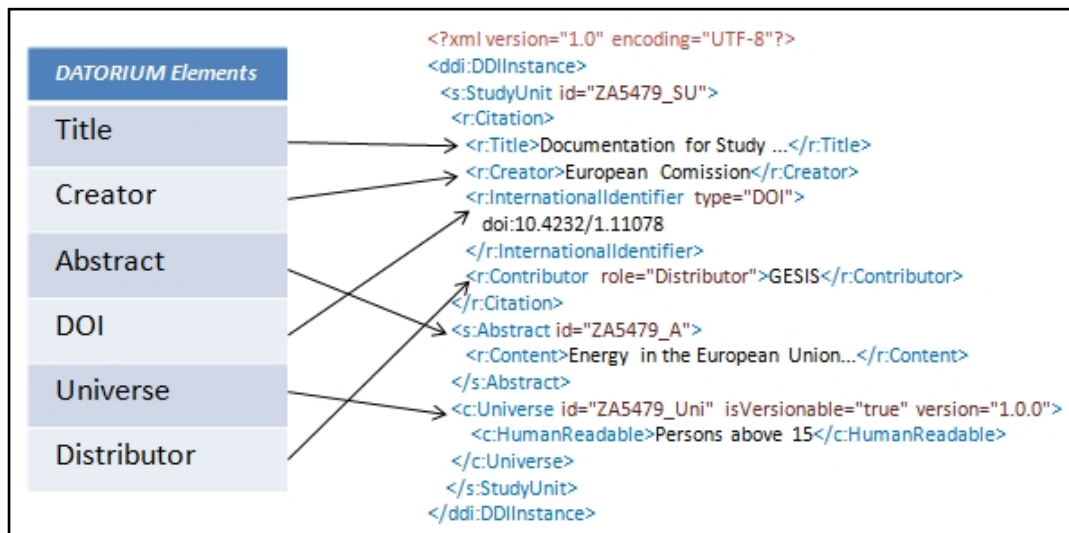 DATORIUM Elements
Title
Creator
Abstract
DOI
Universe
Distributor
<?xml version="1.0" encoding="UTF-8"?>
<ddi:DDIInstance>
<s:StudyUnit id="ZA5479_SU">
<r:Citation>
<r:Title>Documentation for Study ...</r:Title>
<r:Creator>European Comission</r:Creator>
<r:InternationalIdentifier type="DOI">
doi:10.4232/1.11078
</r:InternationalIdentifier>
<r:Contributor role="Distributor">GESIS</r:Contributor>
</r:Citation>
<s:Abstract id="ZA5479_A">
<r:Content>Energy in the European Union...</r:Content>
</s:Abstract>
<c:Universe id="ZA5479_Uni" isVersionable="true" version="1.0.0">
<c:HumanReadable>Persons above 15</c:HumanReadable>
</c:Universe>
</s:StudyUnit>
</ddi:DDIInstance>